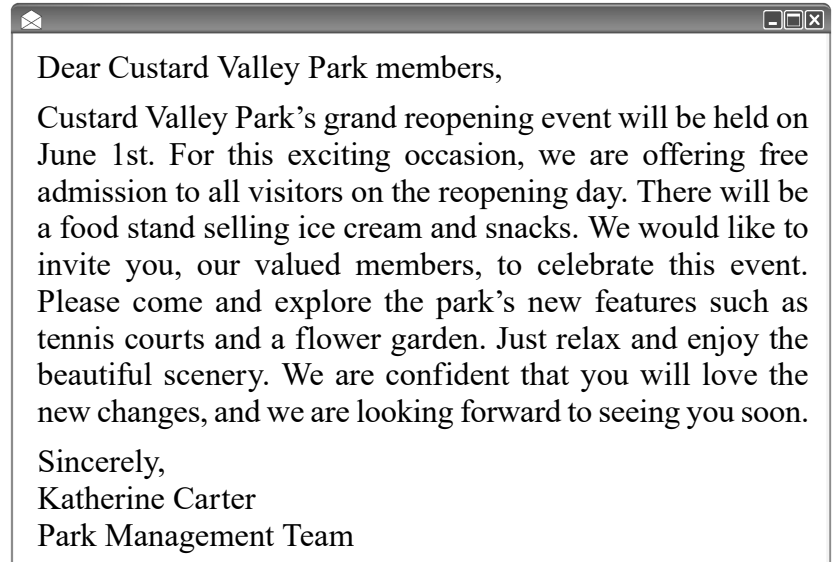 Dear Custard Valley Park members,
Custard Valley Park’s grand reopening event will be held on
June 1st. For this exciting occasion, we are offering free
admission to all visitors on the reopening day. There will be
a food stand selling ice cream and snacks. We would like to
invite you, our valued members, to celebrate this event.
Please come and explore the park’s new features such as
tennis courts and a flower garden. Just relax and enjoy the
beautiful scenery. We are confident that you will love the
new changes, and we are looking forward to seeing you soon.
Sincerely,
Katherine Carter
Park Management Team